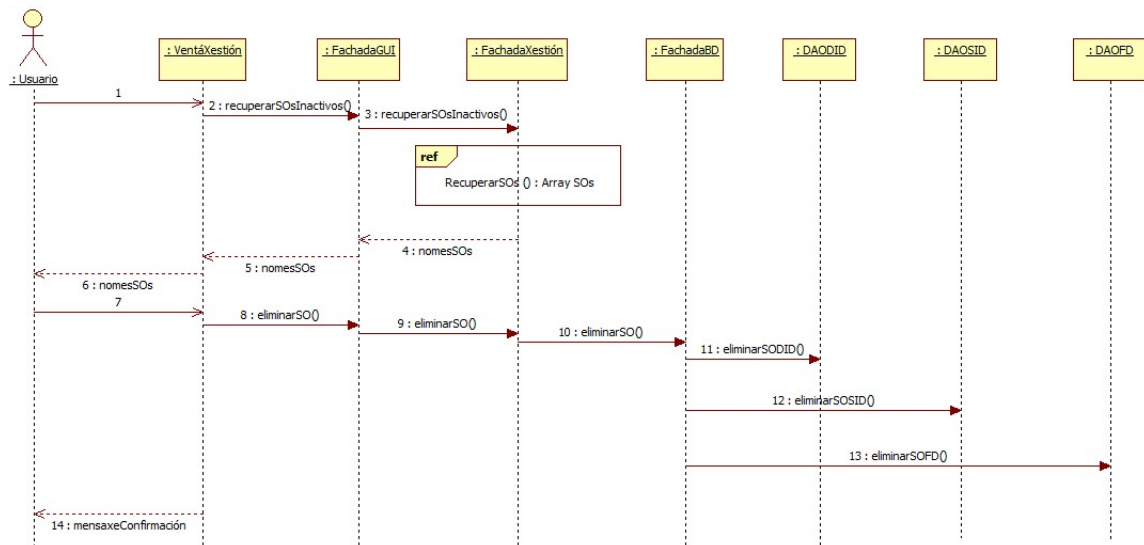 : Usuario
: VentáXestión
: FachadaGUI
: FachadaXestión
: FachadaBD
: DAODID
: DAOSID
: DAOFD
1
2 : recuperarSOsInactivos()
3 : recuperarSOsInactivos()
ref
RecuperarSOs () : Array SOs
4 : nomesSOs
5 : nomesSOs
6 : nomesSOs
7
8 : eliminarSO()
9 : eliminarSO()
10 : eliminarSO()
11 : eliminarSODID()
12 : eliminarSOSID()
13 : eliminarSOFD()
14 : mensaxeConfirmación